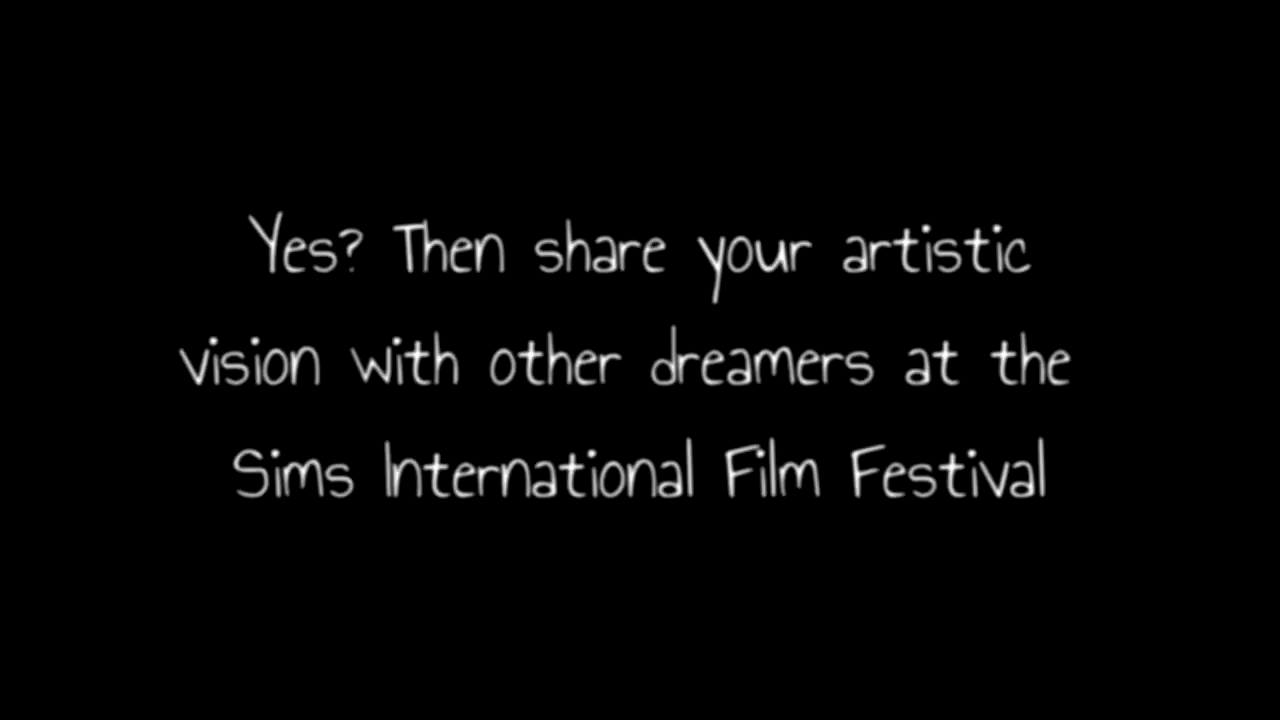 Yes? Then share your artistic
vision with other dreamers at the
Sims International Film Festival